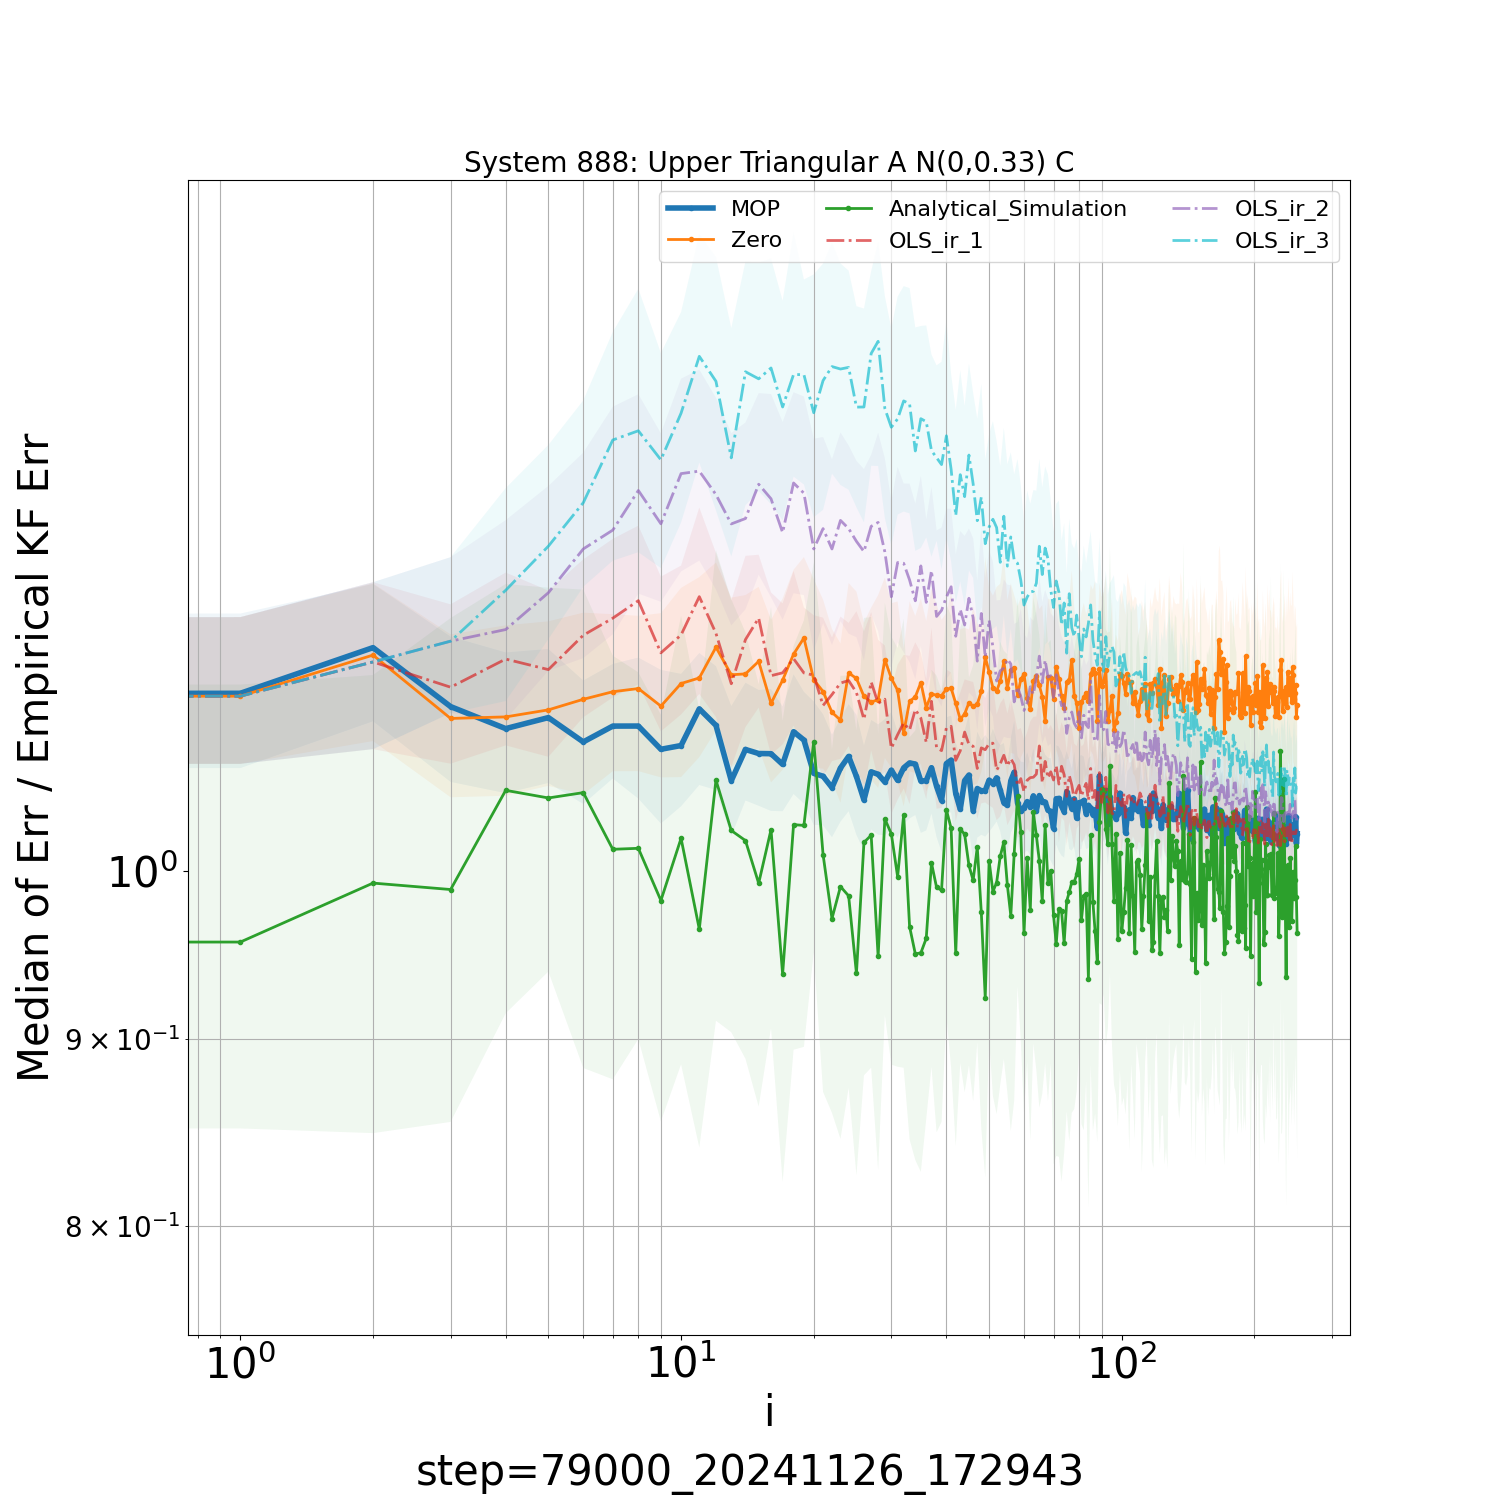 System 888: Upper Triangular A N(0,0.33) C
MOP
Zero
Analytical_Simulation
OLS_ir_1
OLS_ir_2
OLS_ir_3
Median of Err / Empirical KF Err
10⁰
9 × 10⁻¹
8 × 10⁻¹
10⁰ 10¹ 10²
i
step=79000_20241126_172943